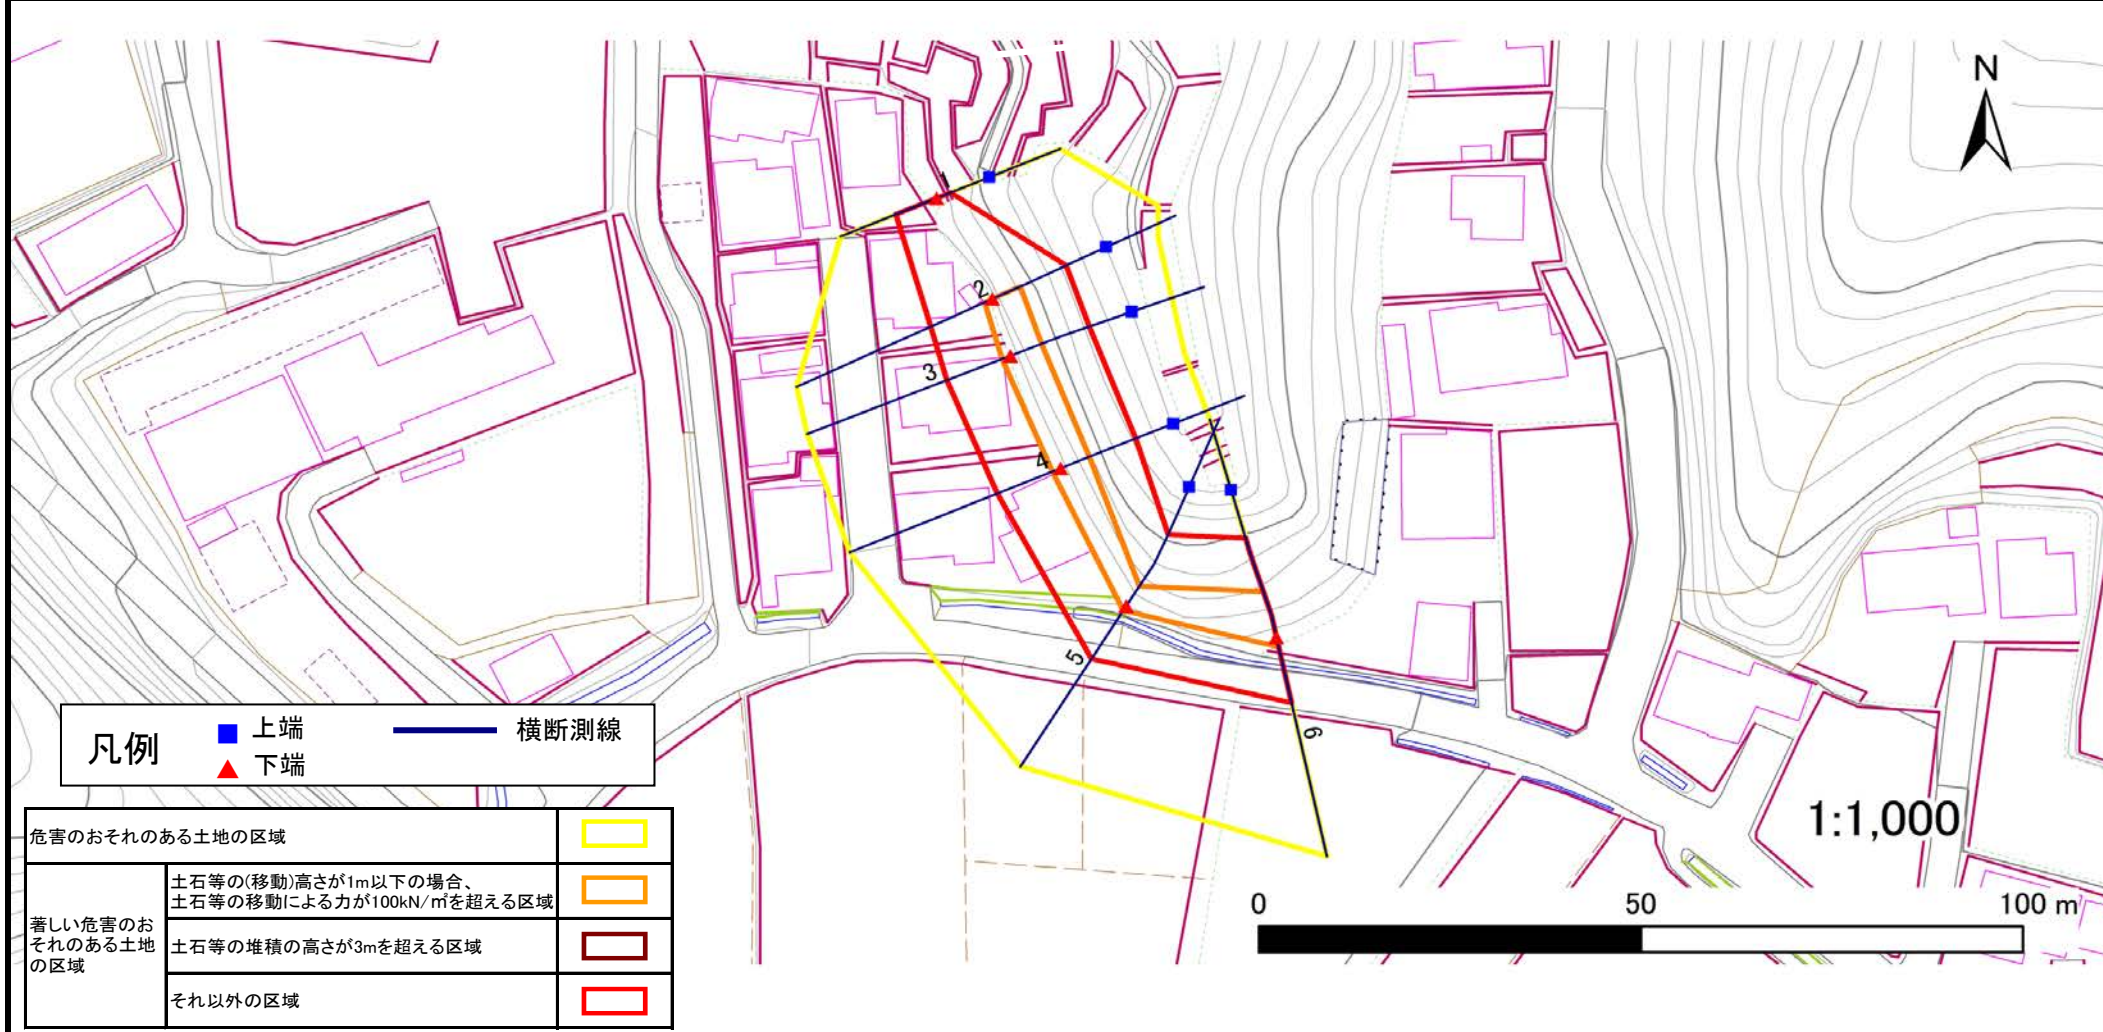 N
1
2
3
4
5
6
凡例
上端
横断測線
下端
危害のおそれのある土地の区域
著しい危害のお
それのある土地
の区域
土石等の(移動)高さが1m以下の場合、
土石等の移動による力が100kN/㎡を超える区域
土石等の堆積の高さが3mを超える区域
それ以外の区域
1:1,000
0 50 100 m